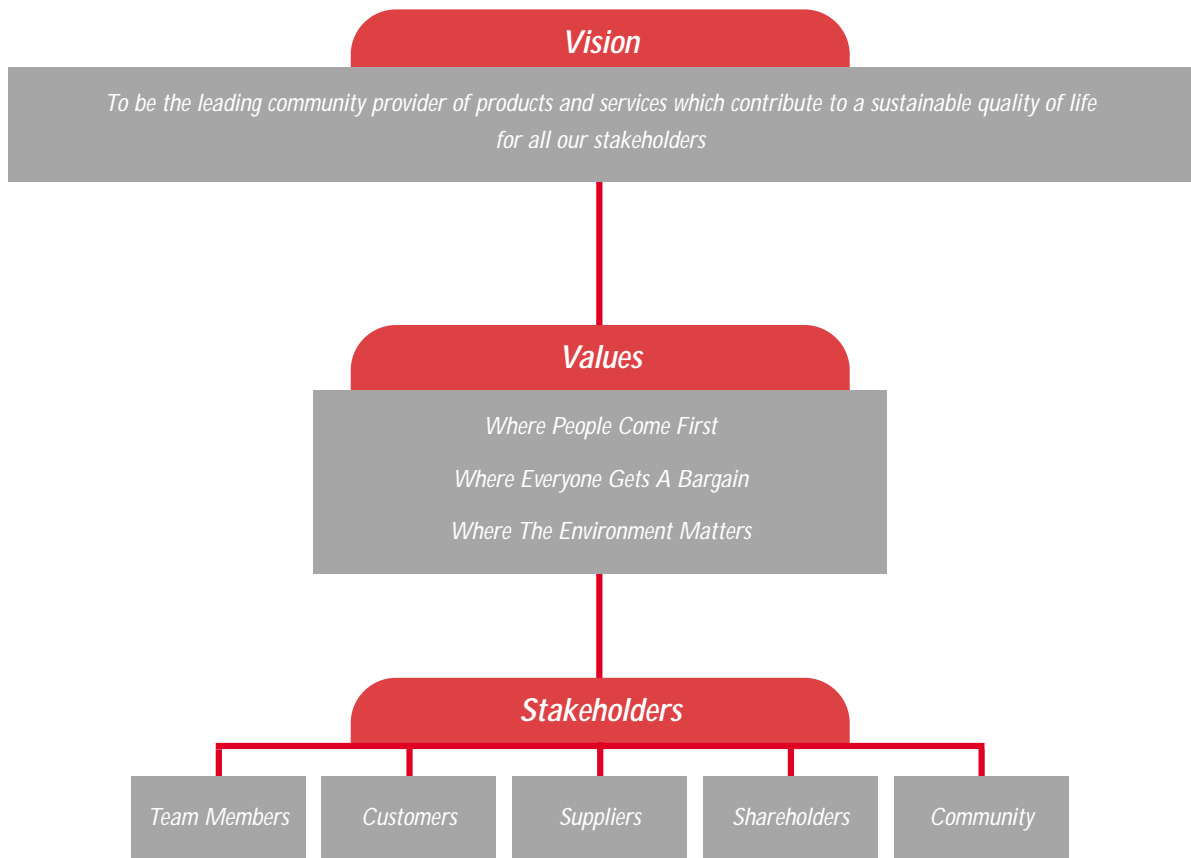 Vision
To be the leading community provider of products and services which contribute to a sustainable quality of life
for all our stakeholders
Values
Where People Come First
Where Everyone Gets A Bargain
Where The Environment Matters
Stakeholders
Team Members
Customers
Suppliers
Shareholders
Community